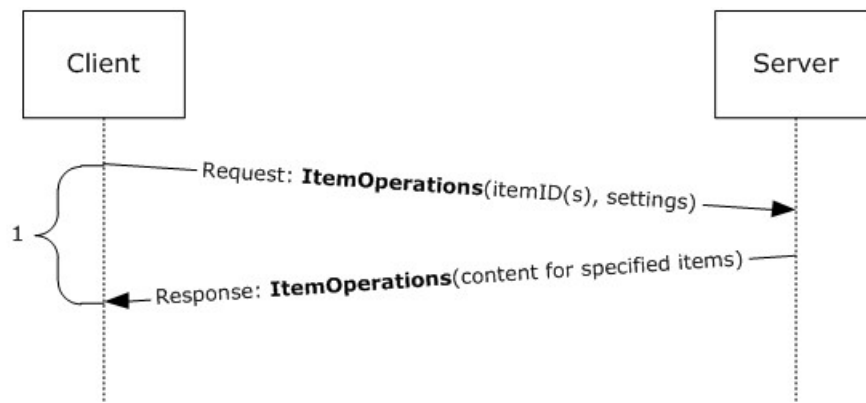 Client
Server
Request: ItemOperations(itemID(s), settings)
1
Response: ItemOperations(content for specified items)